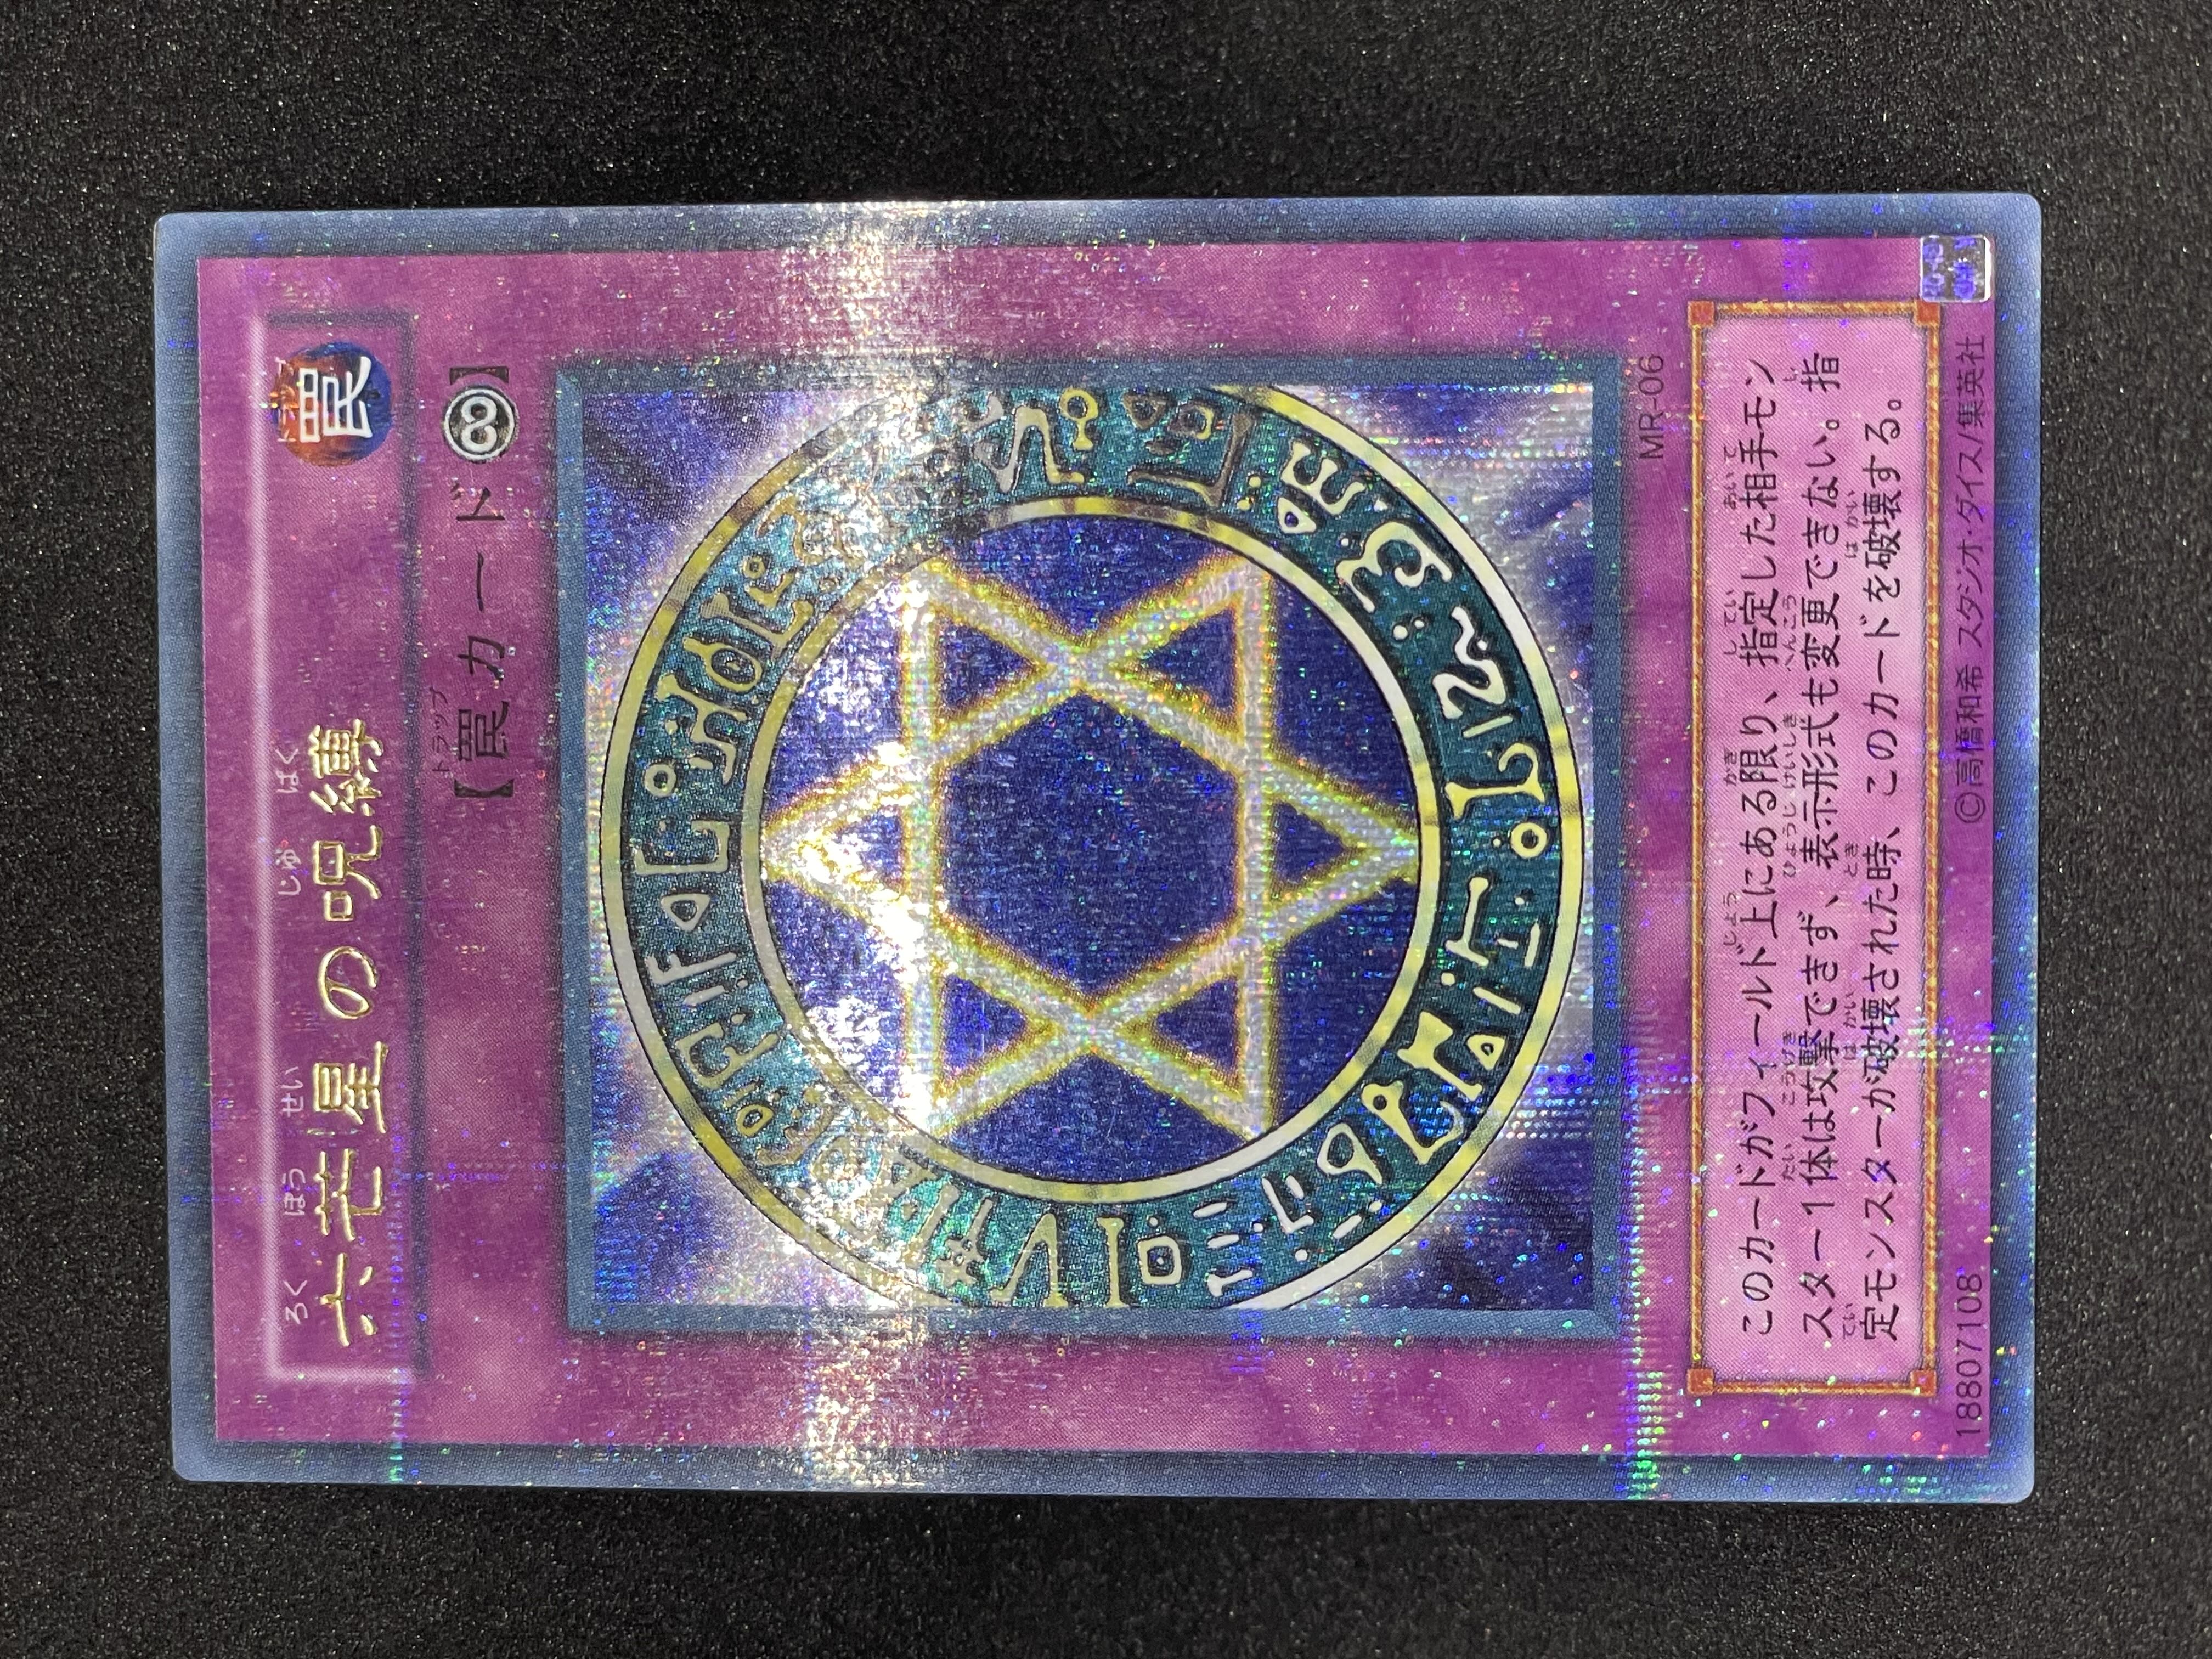 六芒星の呪縛
ろく ぼう せい じゅ ばく
罠
【罠カード∞】
トラップ
MR-06
このカードがフィールド上にある限り、指定した相手モン
スター1体は攻撃できず、表示形式も変更できない。指
定モンスターが破壊された時、このカードを破壊する。
18807108
©高橋和希 スタジオ・ダイス/集英社